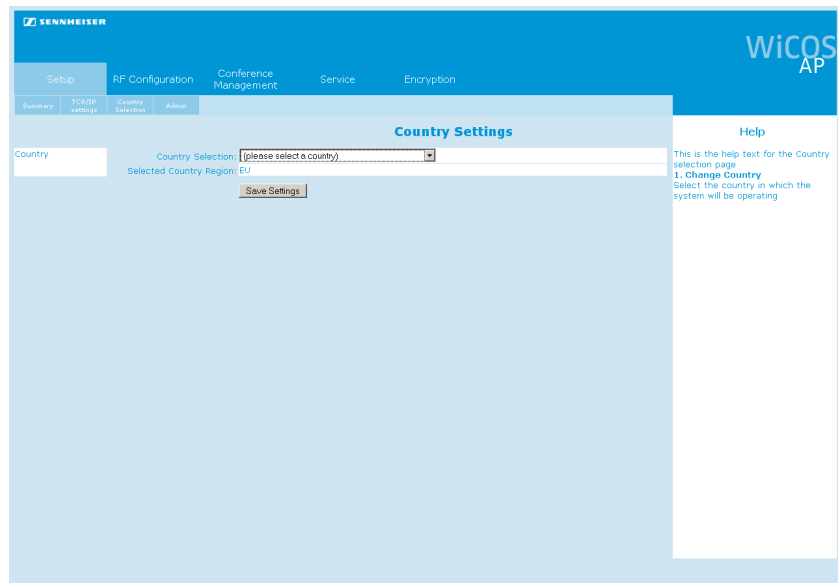 SENNHEISER
WiCOS
AP
Setup
RF Configuration
Conference
Management
Service
Encryption
Summary
TCP/IP
settings
Country
Selection
Admin
Country Settings
Country
Country Selection: (please select a country)
Selected Country Region: EU
Save Settings
Help
This is the help text for the Country
selection page
1. Change Country
Select the country in which the
system will be operating